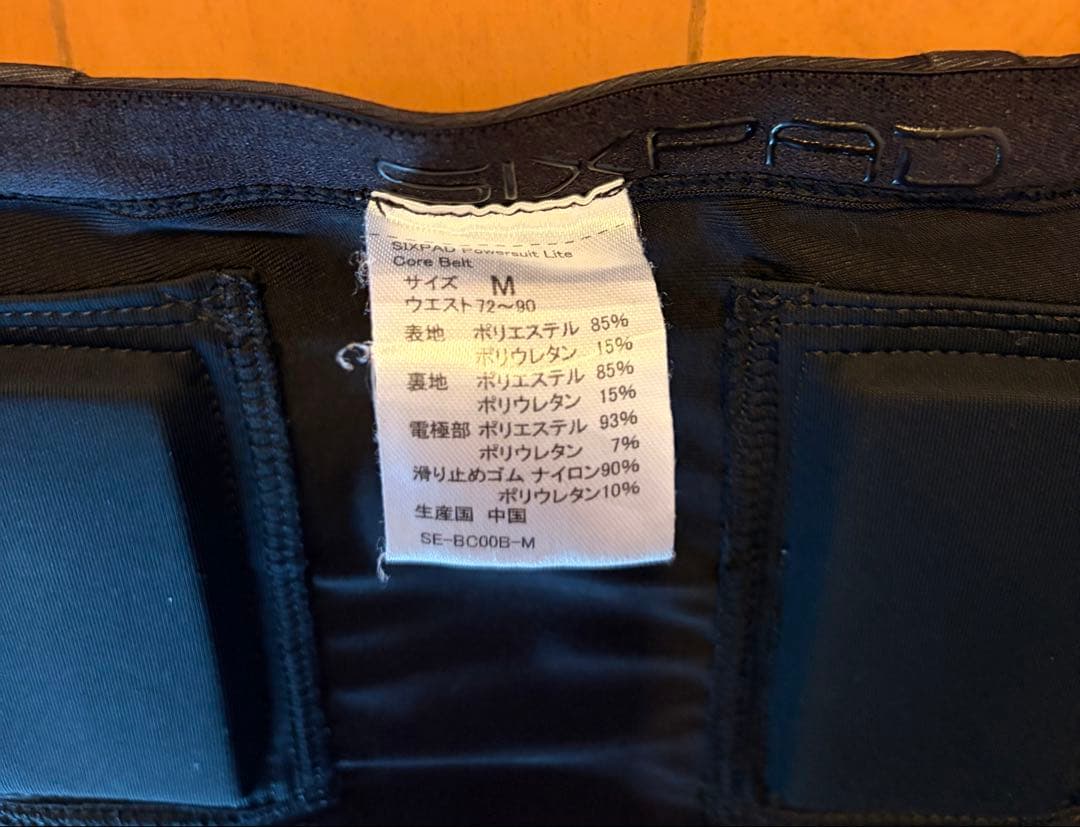 SIXPAD
SIXPAD Powersuit Lite
Core Belt
サイズ M
ウエスト72〜90
表地 ポリエステル 85%
ポリウレタン 15%
裏地 ポリエステル 85%
ポリウレタン 15%
電極部 ポリエステル 93%
ポリウレタン 7%
滑り止めゴム ナイロン90%
ポリウレタン10%
生産国 中国
SE-BC00B-M